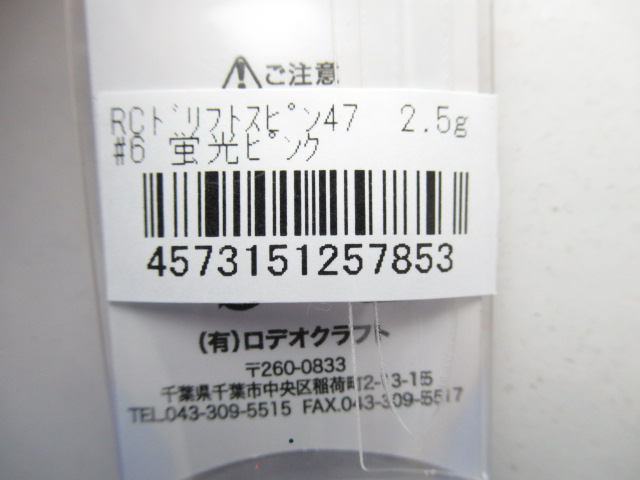 ご注意
RCﾄﾞﾘﾌﾄｽﾋﾟﾝ47 2.5g
#6 蛍光ﾋﾟﾝｸ
4573151257853
(有)ロデオクラフト
〒260-0833
千葉県千葉市中央区稲荷町2-13-15
TEL.043-309-5515 FAX.043-309-5517